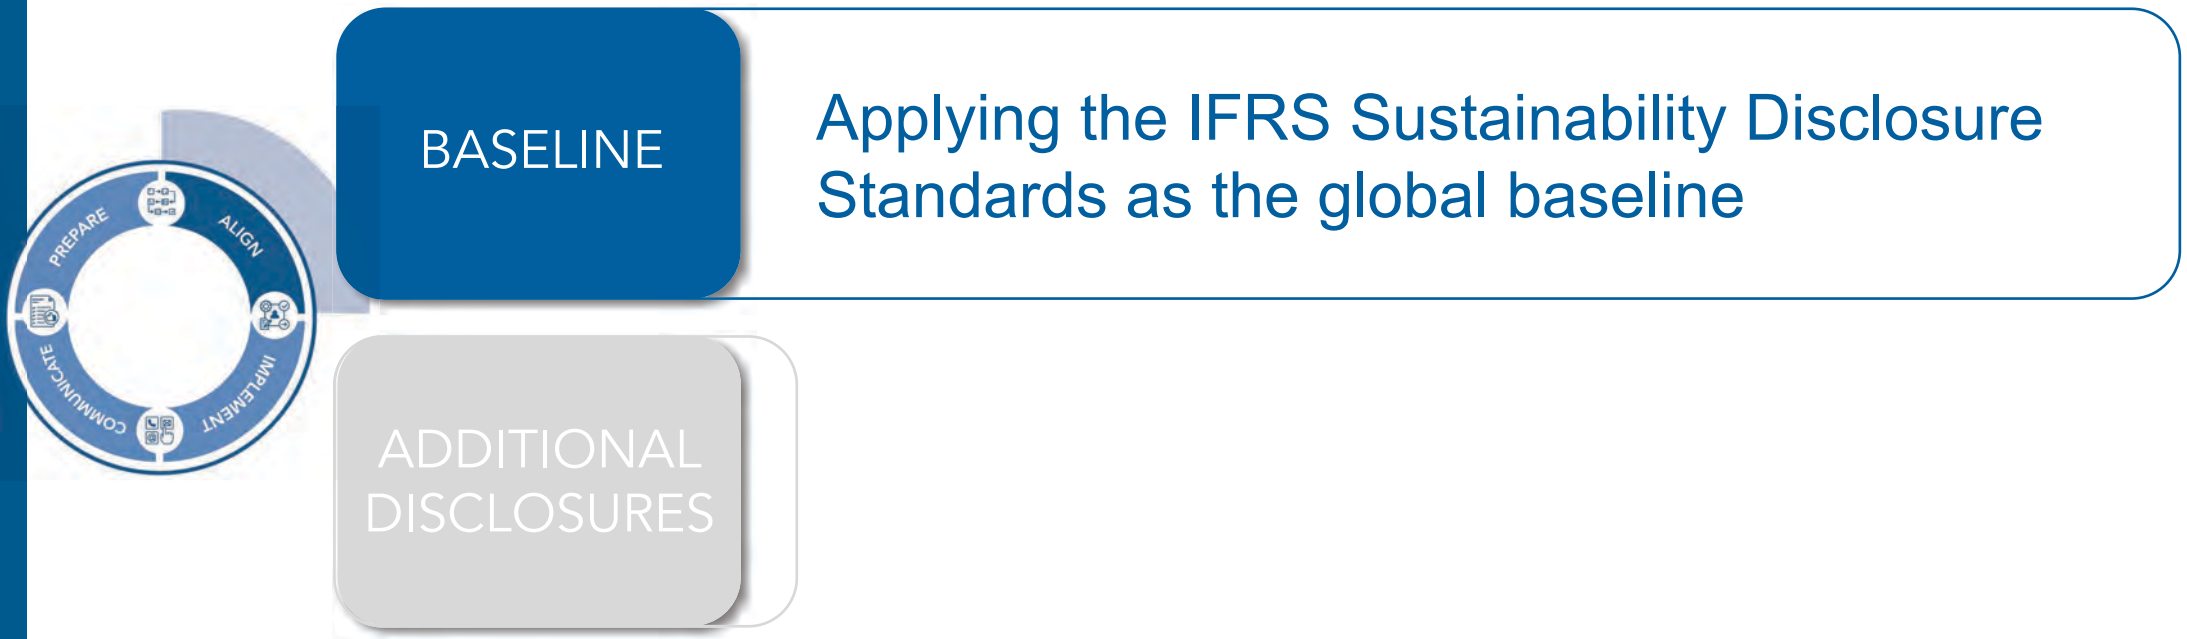 PREPARE
ALIGN
IMPLEMENT
COMMUNICATE
BASELINE
Applying the IFRS Sustainability Disclosure
Standards as the global baseline
ADDITIONAL
DISCLOSURES